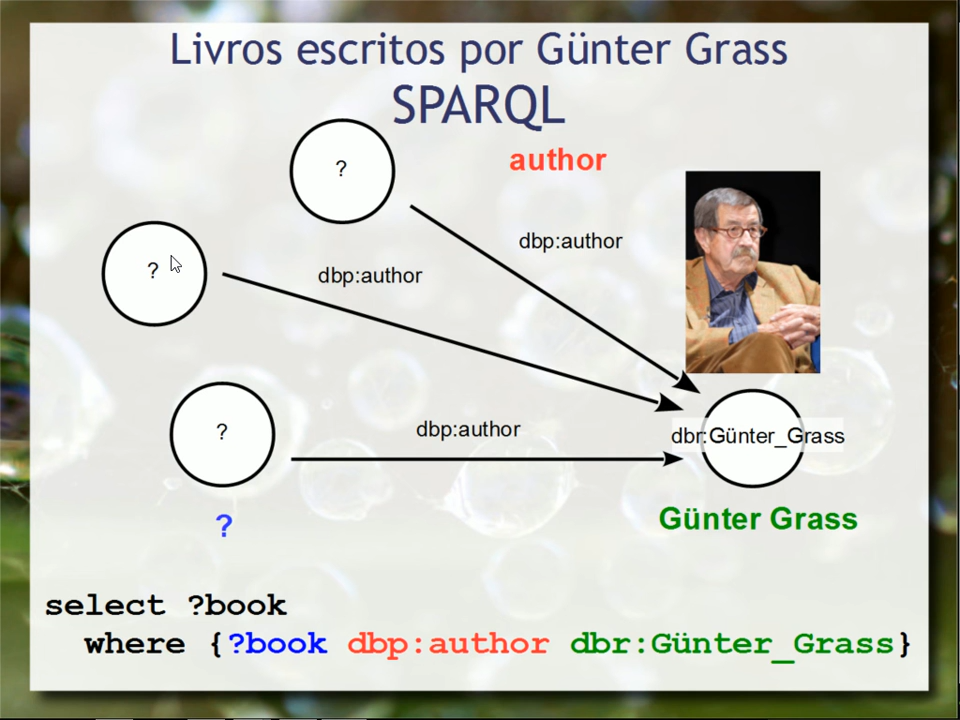 Livros escritos por Günter Grass
SPARQL
author
?
dbp:author
?
dbp:author
?
dbp:author
dbr:Günter_Grass
?
Günter Grass
select ?book
where {?book dbp:author dbr:Günter_Grass}